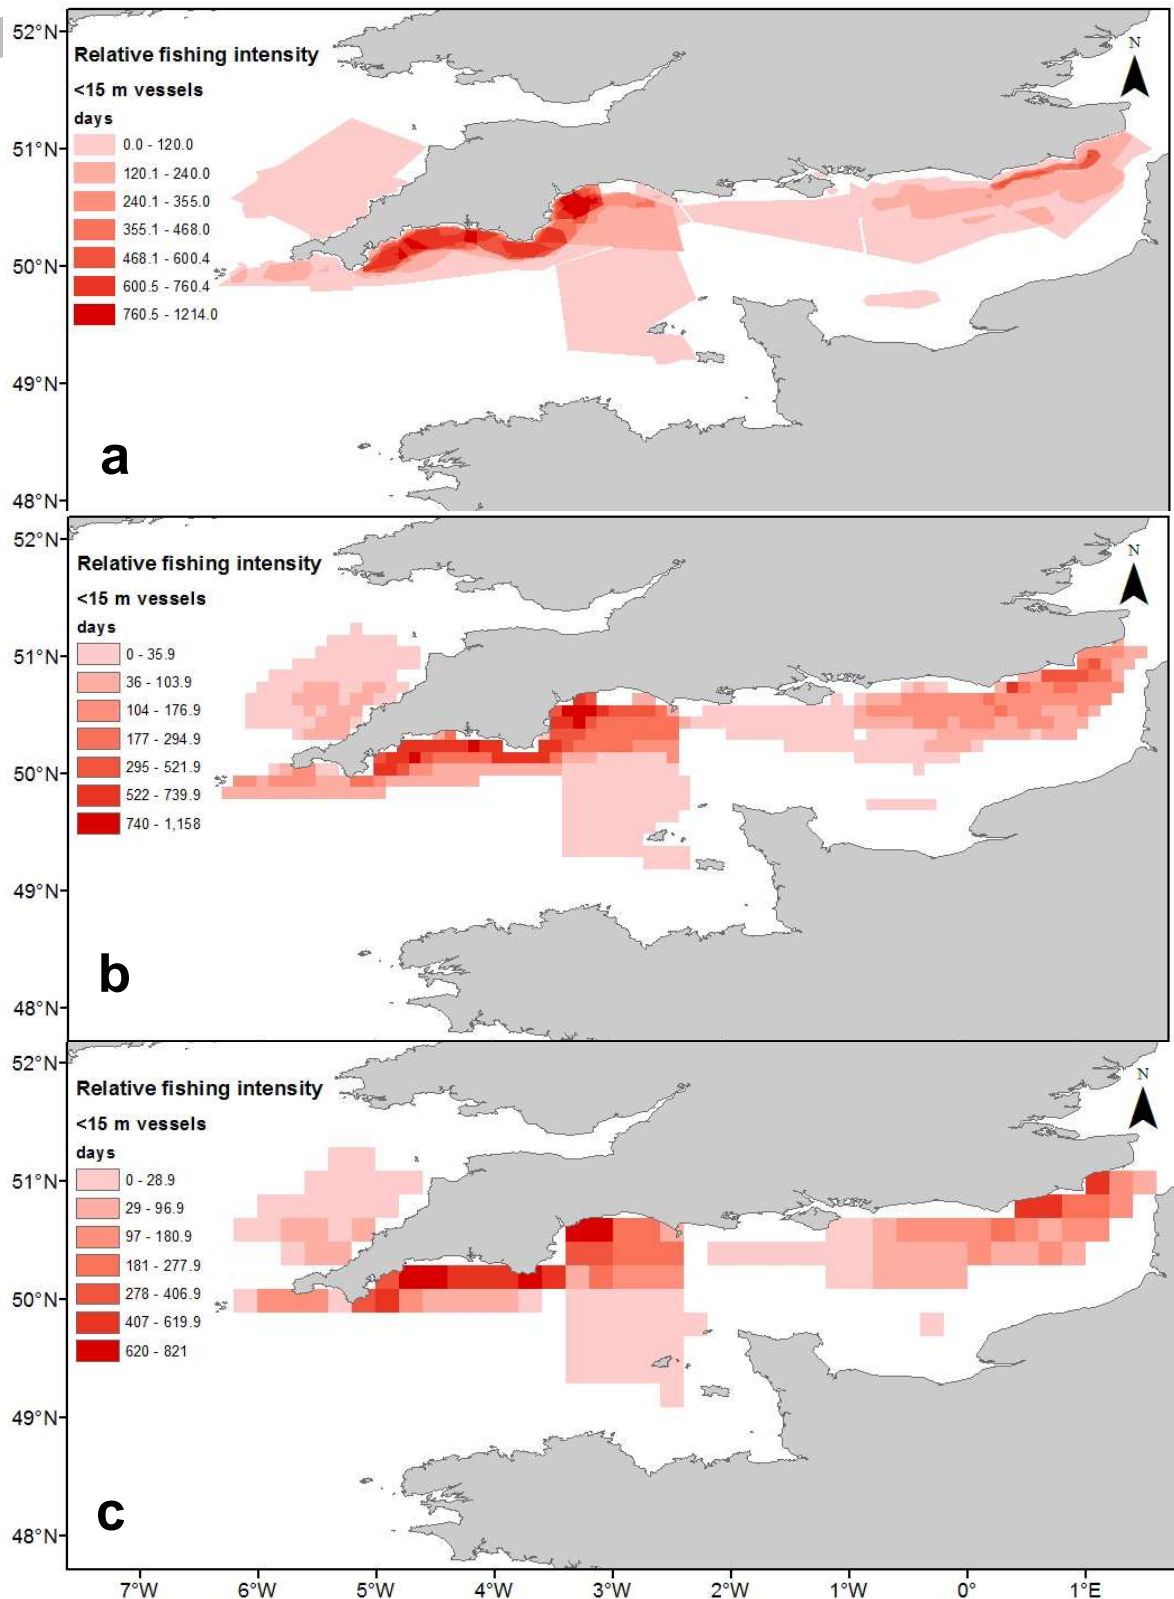 52°N
Relative fishing intensity
<15 m vessels
days
0.0 - 120.0
120.1 - 240.0
240.1 - 355.0
355.1 - 468.0
468.1 - 600.4
600.5 - 760.4
760.5 - 1214.0
N
51°N
50°N
49°N
48°N
a
52°N
Relative fishing intensity
<15 m vessels
days
0 - 35.9
36 - 103.9
104 - 176.9
177 - 294.9
295 - 521.9
522 - 739.9
740 - 1,158
N
51°N
50°N
49°N
48°N
b
52°N
Relative fishing intensity
<15 m vessels
days
0 - 28.9
29 - 96.9
97 - 180.9
181 - 277.9
278 - 406.9
407 - 619.9
620 - 821
N
51°N
50°N
49°N
48°N
c
7°W 6°W 5°W 4°W 3°W 2°W 1°W 0° 1°E